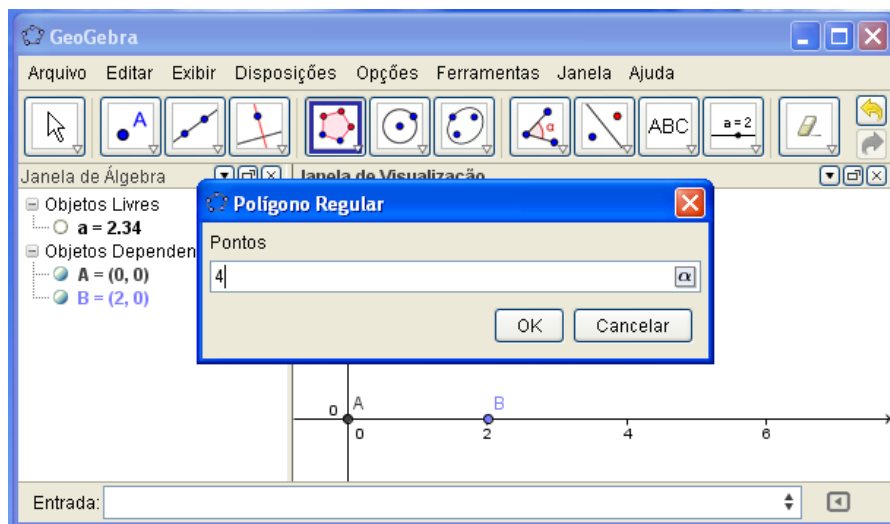 GeoGebra
Arquivo Editar Exibir Disposições Opções Ferramentas Janela Ajuda
A ABC a = 2
Janela de Álgebra
Janela de Visualização
Objetos Livres
a = 2.34
Objetos Dependen
A = (0, 0)
B = (2, 0)
Polígono Regular
Pontos
4
α
OK Cancelar
A B
0
0 2 4 6
Entrada: